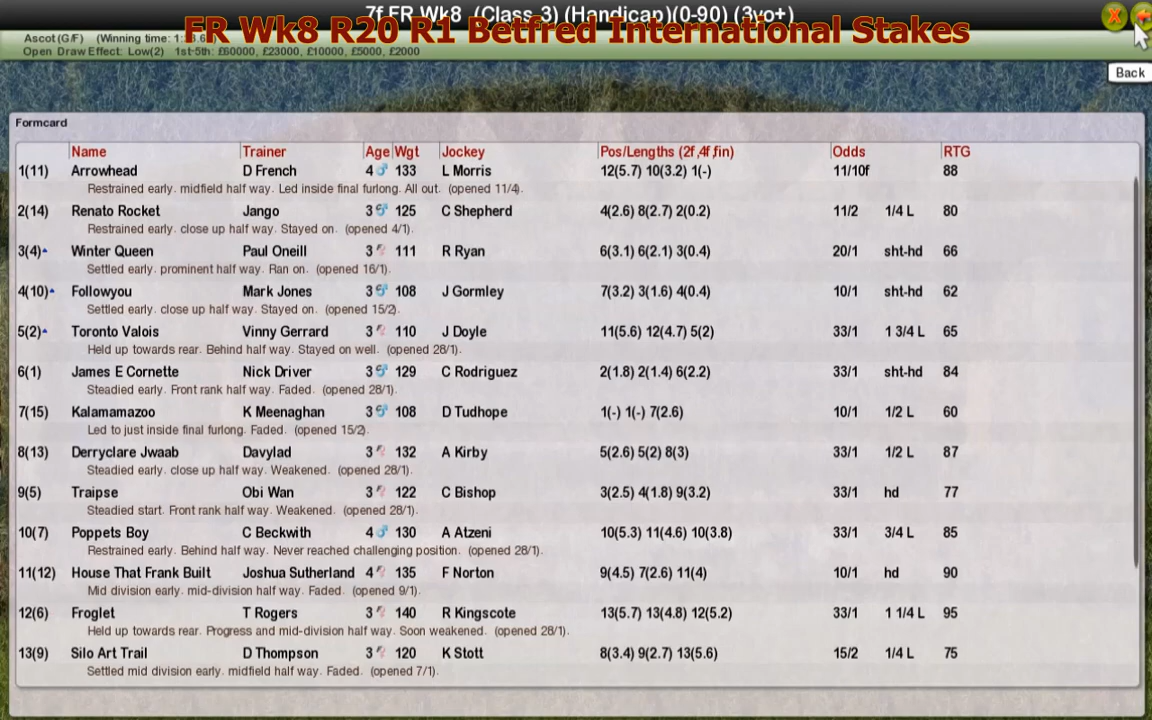 7f FR Wk8 (Class 3) (Handicap)(0-90) (3yo+)
FR Wk8 R20 R1 Betfred International Stakes
Ascot(G/F) (Winning time:
Open Draw Effect: Low(2) 1st-5th: £60000, £23000, £10000, £5000, £2000
Back
Formcard
Name Trainer Age Wgt Jockey Pos/Lengths (2f,4f,fin) Odds RTG
1(11) Arrowhead D French 4 133 L Morris 12(5.7) 10(3.2) 1(-) 11/10f 88
Restrained early. midfield half way. Led inside final furlong. All out. (opened 11/4).
2(14) Renato Rocket Jango 3 125 C Shepherd 4(2.6) 8(2.7) 2(0.2) 11/2 1/4 L 80
Restrained early. close up half way. Stayed on. (opened 4/1).
3(4) Winter Queen Paul Oneill 3 111 R Ryan 6(3.1) 6(2.1) 3(0.4) 20/1 sht-hd 66
Settled early. prominent half way. Ran on. (opened 16/1).
4(10) Followyou Mark Jones 3 108 J Gormley 7(3.2) 3(1.6) 4(0.4) 10/1 sht-hd 62
Settled early. close up half way. Stayed on. (opened 15/2).
5(2) Toronto Valois Vinny Gerrard 3 110 J Doyle 11(5.6) 12(4.7) 5(2) 33/1 1 3/4 L 65
Held up towards rear. Behind half way. Stayed on well. (opened 28/1).
6(1) James E Cornette Nick Driver 3 129 C Rodriguez 2(1.8) 2(1.4) 6(2.2) 33/1 sht-hd 84
Steadied early. Front rank half way. Faded. (opened 28/1).
7(15) Kalamamazoo K Meenaghan 3 108 D Tudhope 1(-) 1(-) 7(2.6) 10/1 1/2 L 60
Led to just inside final furlong. Faded. (opened 15/2).
8(13) Derryclare Jwaab Davylad 3 132 A Kirby 5(2.6) 5(2) 8(3) 33/1 1/2 L 87
Steadied early. close up half way. Weakened. (opened 28/1).
9(5) Traipse Obi Wan 3 122 C Bishop 3(2.5) 4(1.8) 9(3.2) 33/1 hd 77
Steadied start. Front rank half way. Weakened. (opened 28/1).
10(7) Poppets Boy C Beckwith 4 130 A Atzeni 10(5.3) 11(4.6) 10(3.8) 33/1 3/4 L 85
Restrained early. Behind half way. Never reached challenging position. (opened 28/1).
11(12) House That Frank Built Joshua Sutherland 4 135 F Norton 9(4.5) 7(2.6) 11(4) 10/1 hd 90
Mid division early. mid-division half way. Faded. (opened 9/1).
12(6) Froglet T Rogers 3 140 R Kingscote 13(5.7) 13(4.8) 12(5.2) 33/1 1 1/4 L 95
Held up towards rear. Progress and mid-division half way. Soon weakened. (opened 28/1).
13(9) Silo Art Trail D Thompson 3 120 K Stott 8(3.4) 9(2.7) 13(5.6) 15/2 1/4 L 75
Settled mid division early. midfield half way. Faded. (opened 7/1).